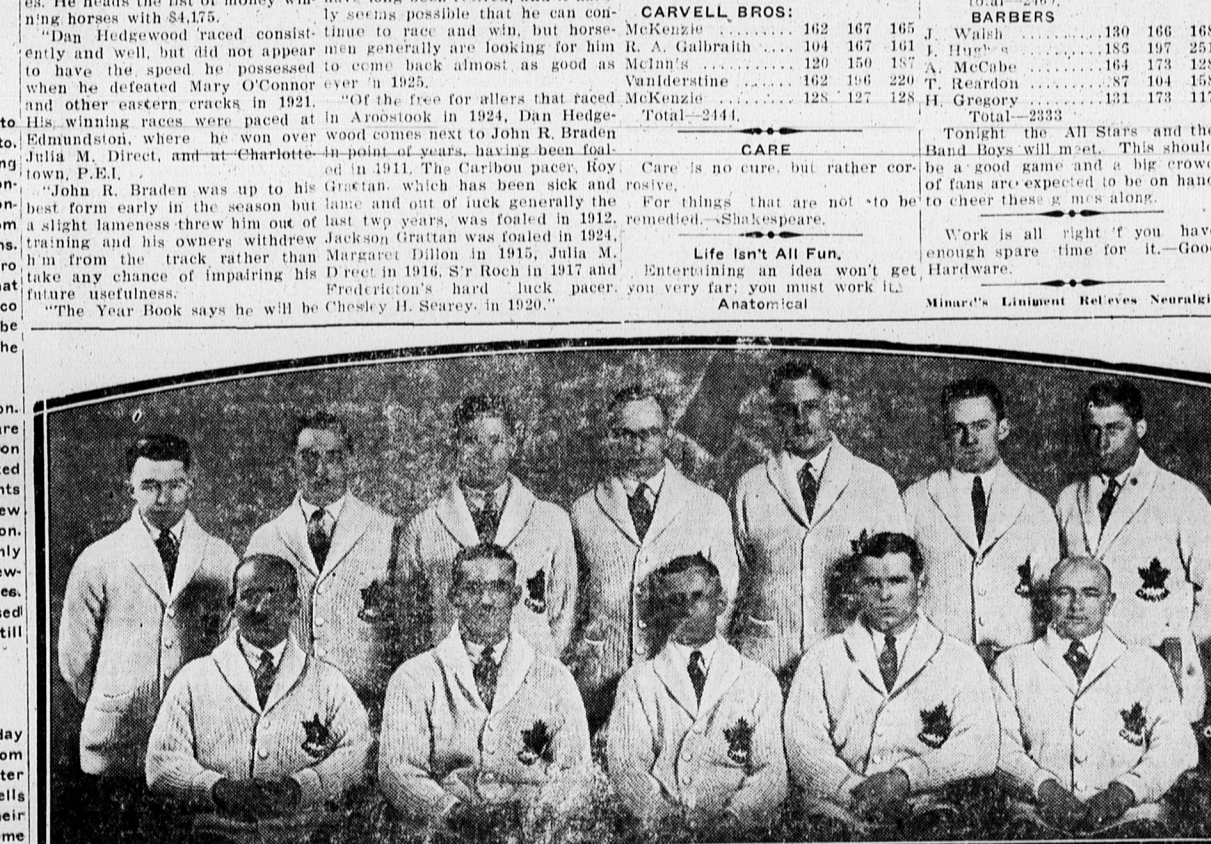 es. He heads the list of money win-
ning horses with $4,175.
"Dan Hedgewood raced consist-
ently and well, but did not appear
to have the speed he possessed
when he defeated Mary O'Connor
and other eastern cracks in 1921.
His winning races were paced at
Edmundston, where he won over
Julia M. Direct, and at Charlotte-
town, P.E.I.
"John R. Braden was up to his
best form early in the season but
a slight lameness threw him out of
training and his owners withdrew
h'm from the track rather than
take any chance of impairing his
future usefulness.
"The Year Book says he will be
ly seems possible that he can con-
tinue to race and win, but horse-
men generally are looking for him
to come back almost as good as
ever 'n 1925.
"Of the free for allers that raced
in Aroostook in 1924, Dan Hedge-
wood comes next to John R. Braden
in point of years, having been foal-
ed in 1911. The Caribou pacer, Roy
Grattan, which has been sick and
lame and out of luck generally the
last two years, was foaled in 1912.
Jackson Grattan was foaled in 1924,
Margaret Dillon in 1915, Julia M.
D'rect in 1916, S'r Roch in 1917 and
Fredericton's hard luck pacer,
Chesley H. Searey, in 1920."
CARVELL BROS:
McKenzie ....... 162 167 165
R. A. Galbraith .... 104 167 161
McInn's ........ 120 150 187
VanIderstine ..... 162 196 220
McKenzie ......... 128 127 128
Total—2444.
CARE
Care is no cure, but rather cor-
rosive,
For things that are not to be
remedied.—Shakespeare.
Life Isn't All Fun.
Entertaining an idea won't get
you very far; you must work it.
Anatomical
BARBERS
J. Walsh ......... 130 166 168
J. Hughes ........ 186 197 251
A. McCabe ....... 164 173 128
T. Reardon ...... 87 104 158
H. Gregory ...... 131 173 117
Total—2333
Tonight the All Stars and the
Band Boys will meet. This should
be a good game and a big crowd
of fans are expected to be on hand
to cheer these games along.
Work is all right 'f you have
enough spare time for it.—Good
Hardware.
Minard's Liniment Relieves Neuralgi